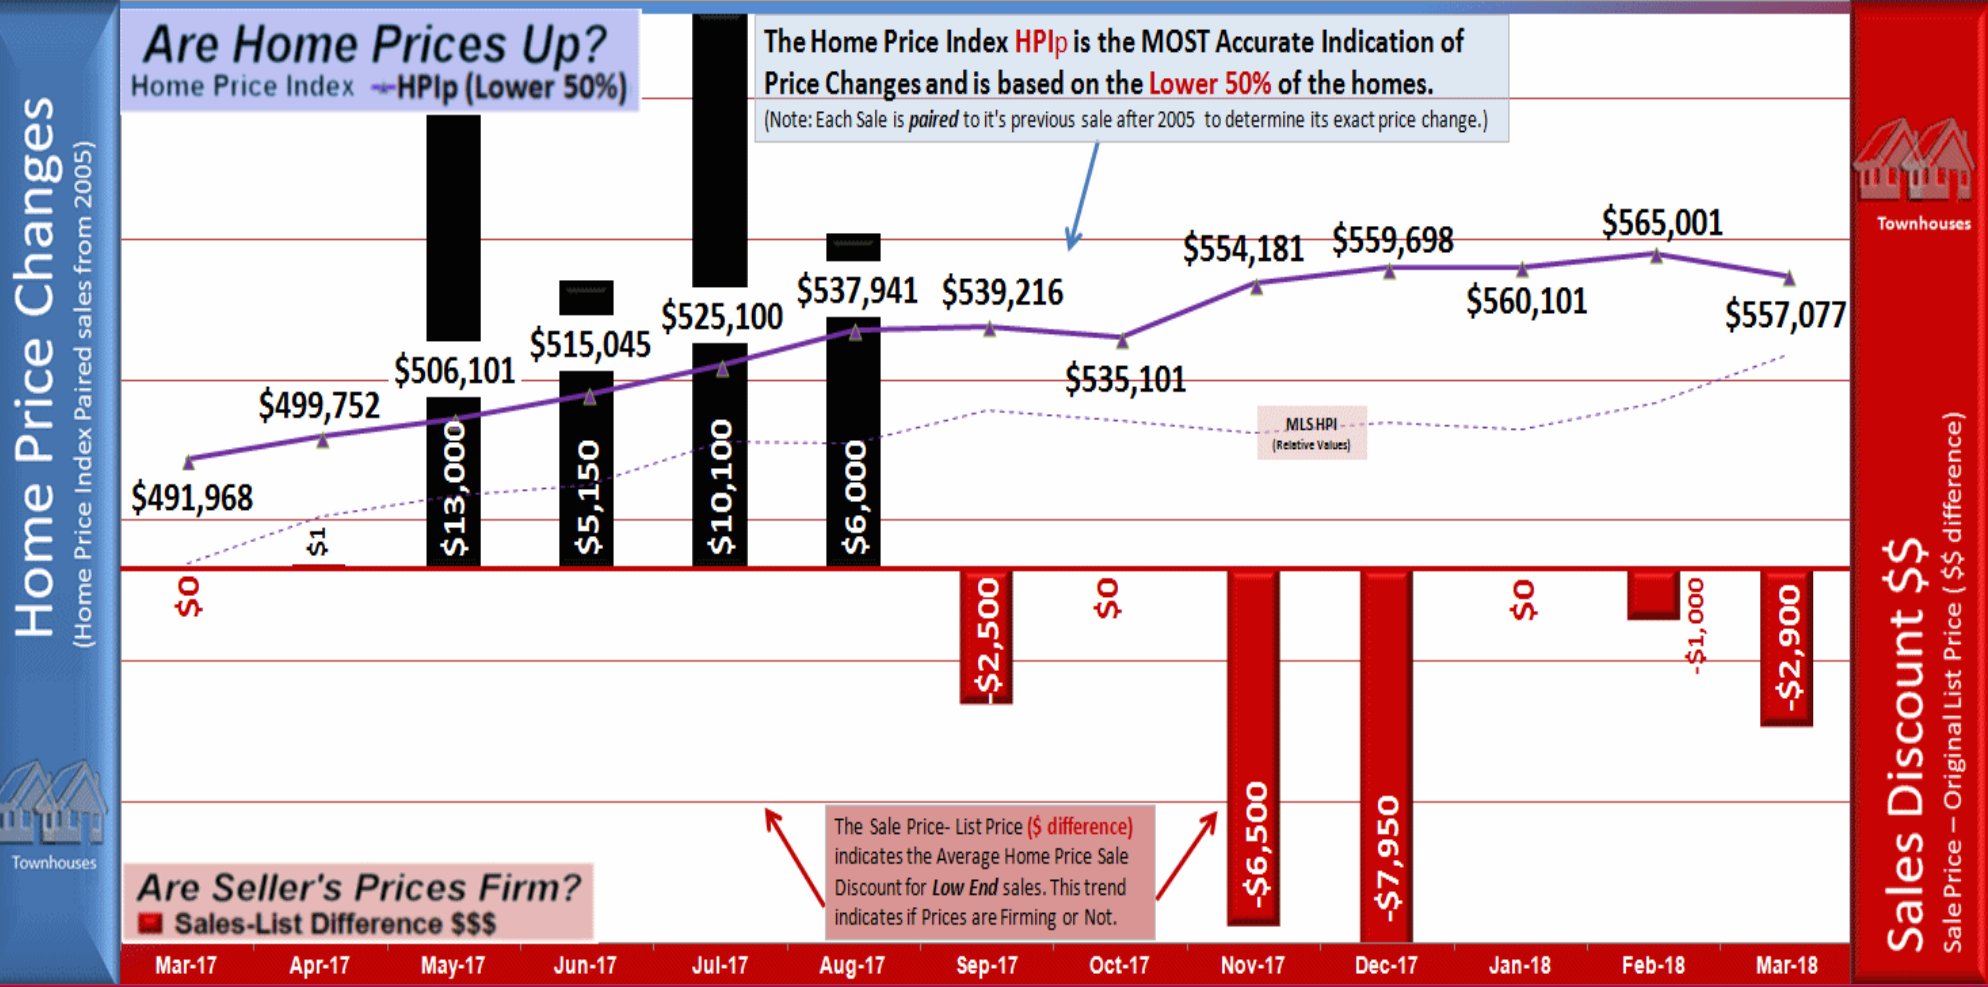 Home Price Changes
(Home Price Index Paired sales from 2005)
Townhouses
Are Home Prices Up?
Home Price Index HPIp (Lower 50%)
The Home Price Index HPIp is the MOST Accurate Indication of
Price Changes and is based on the Lower 50% of the homes.
(Note: Each Sale is paired to it's previous sale after 2005 to determine its exact price change.)
$491,968
$499,752
$506,101
$515,045
$525,100
$537,941
$539,216
$535,101
$554,181
$559,698
$560,101
$565,001
$557,077
MLS HPI
(Relative Values)
$0
$1
$13,000
$5,150
$10,100
$6,000
-$2,500
$0
-$6,500
-$7,950
$0
-$1,000
-$2,900
The Sale Price- List Price ($ difference)
indicates the Average Home Price Sale
Discount for Low End sales. This trend
indicates if Prices are Firming or Not.
Are Seller's Prices Firm?
Sales-List Difference $$$
Mar-17 Apr-17 May-17 Jun-17 Jul-17 Aug-17 Sep-17 Oct-17 Nov-17 Dec-17 Jan-18 Feb-18 Mar-18
Townhouses
Sales Discount $$
Sale Price – Original List Price ( $$ difference)